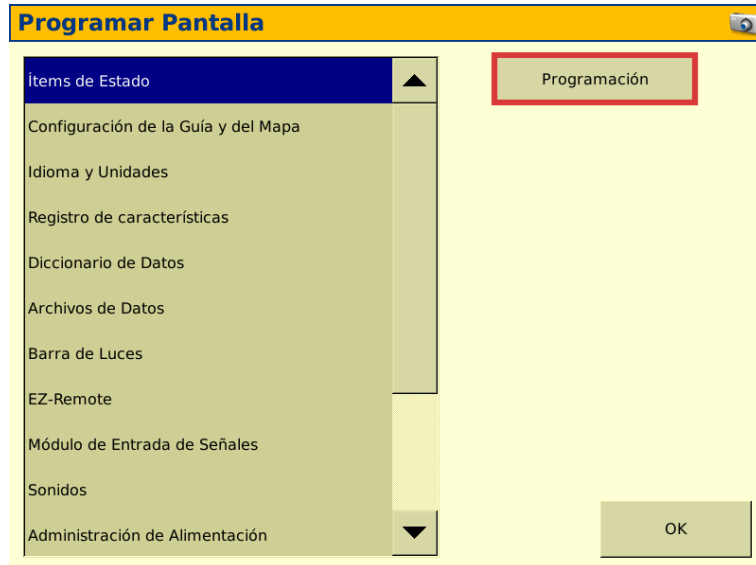 Programar Pantalla
Ítems de Estado
Configuración de la Guía y del Mapa
Idioma y Unidades
Registro de características
Diccionario de Datos
Archivos de Datos
Barra de Luces
EZ-Remote
Módulo de Entrada de Señales
Sonidos
Administración de Alimentación
Programación
OK